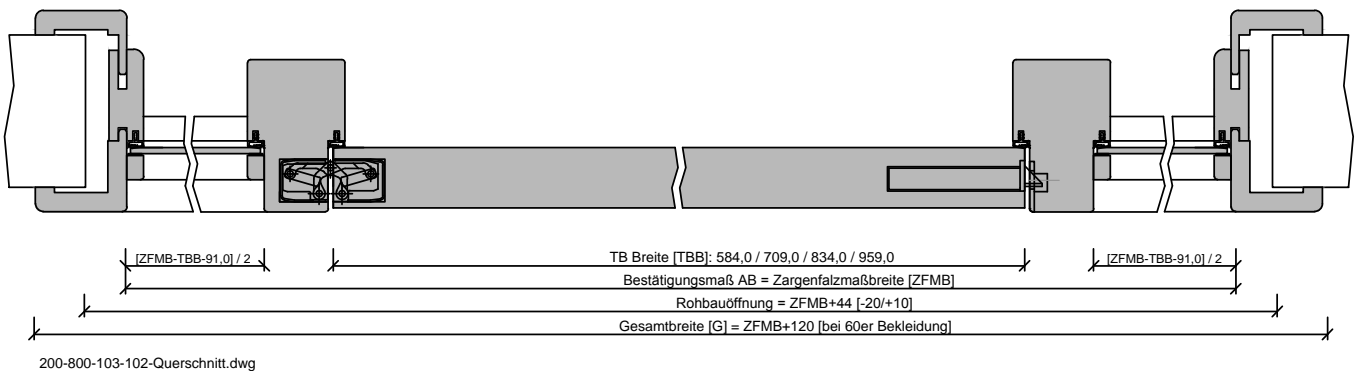 [ZFMB-TBB-91,0] / 2
TB Breite [TBB]: 584,0 / 709,0 / 834,0 / 959,0
[ZFMB-TBB-91,0] / 2
Bestätigungsmaß AB = Zargenfalzmaßbreite [ZFMB]
Rohbauöffnung = ZFMB+44 [-20/+10]
Gesamtbreite [G] = ZFMB+120 [bei 60er Bekleidung]
200-800-103-102-Querschnitt.dwg